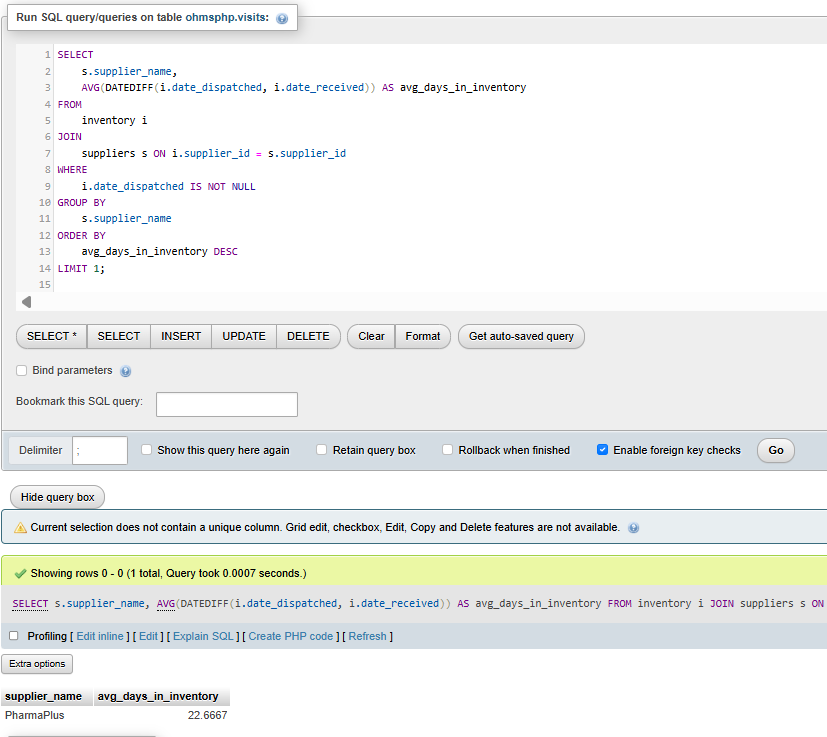 Run SQL query/queries on table ohmsphp.visits:
1 SELECT
2 s.supplier_name,
3 AVG(DATEDIFF(i.date_dispatched, i.date_received)) AS avg_days_in_inventory
4 FROM
5 inventory i
6 JOIN
7 suppliers s ON i.supplier_id = s.supplier_id
8 WHERE
9 i.date_dispatched IS NOT NULL
10 GROUP BY
11 s.supplier_name
12 ORDER BY
13 avg_days_in_inventory DESC
14 LIMIT 1;
15
SELECT * SELECT INSERT UPDATE DELETE Clear Format Get auto-saved query
Bind parameters
Bookmark this SQL query:
Delimiter ; Show this query here again Retain query box Rollback when finished Enable foreign key checks Go
Hide query box
Current selection does not contain a unique column. Grid edit, checkbox, Edit, Copy and Delete features are not available.
Showing rows 0 - 0 (1 total, Query took 0.0007 seconds.)
SELECT s.supplier_name, AVG(DATEDIFF(i.date_dispatched, i.date_received)) AS avg_days_in_inventory FROM inventory i JOIN suppliers s ON
Profiling [ Edit inline ] [ Edit ] [ Explain SQL ] [ Create PHP code ] [ Refresh ]
Extra options
supplier_name avg_days_in_inventory
PharmaPlus 22.6667